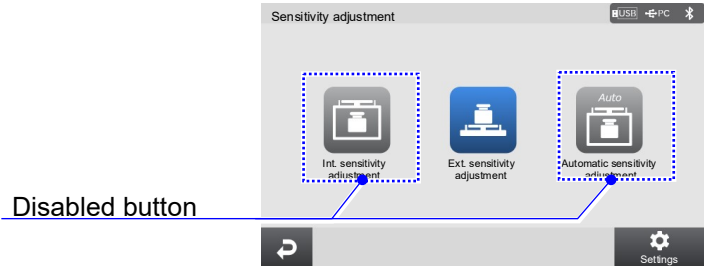 Sensitivity adjustment
USB PC
Auto
Int. sensitivity
adjustment
Ext. sensitivity
adjustment
Automatic sensitivity
adjustment
Disabled button
Settings